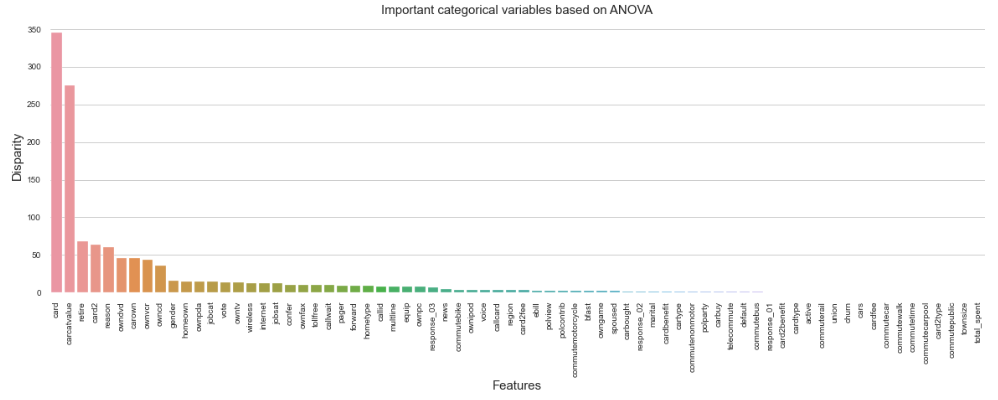 Important categorical variables based on ANOVA
Disparity
350
300
250
200
150
100
50
0
card
carcatvalue
retire
card2
reason
owndvd
carown
ownvcr
owncd
gender
homeown
ownpda
jobsat
vote
owntv
wireless
internet
jobsat
confer
ownfax
tollfree
callwait
pager
forward
hometype
callid
multiline
equip
ownpc
response_03
news
commutebike
ownipod
voice
callcard
region
card2fee
ebill
polview
polcontrib
commutemotorcycle
bfast
owngame
spoused
carbought
response_02
marital
cardbenefit
cartype
commutenonmotor
polparty
carbuy
telecommute
default
commutebus
response_01
card2benefit
cardtype
active
commuterail
union
churn
cars
cardfee
commutecar
commutewalk
commutetime
commutecarpool
card2type
commutepublic
townsize
total_spent
Features